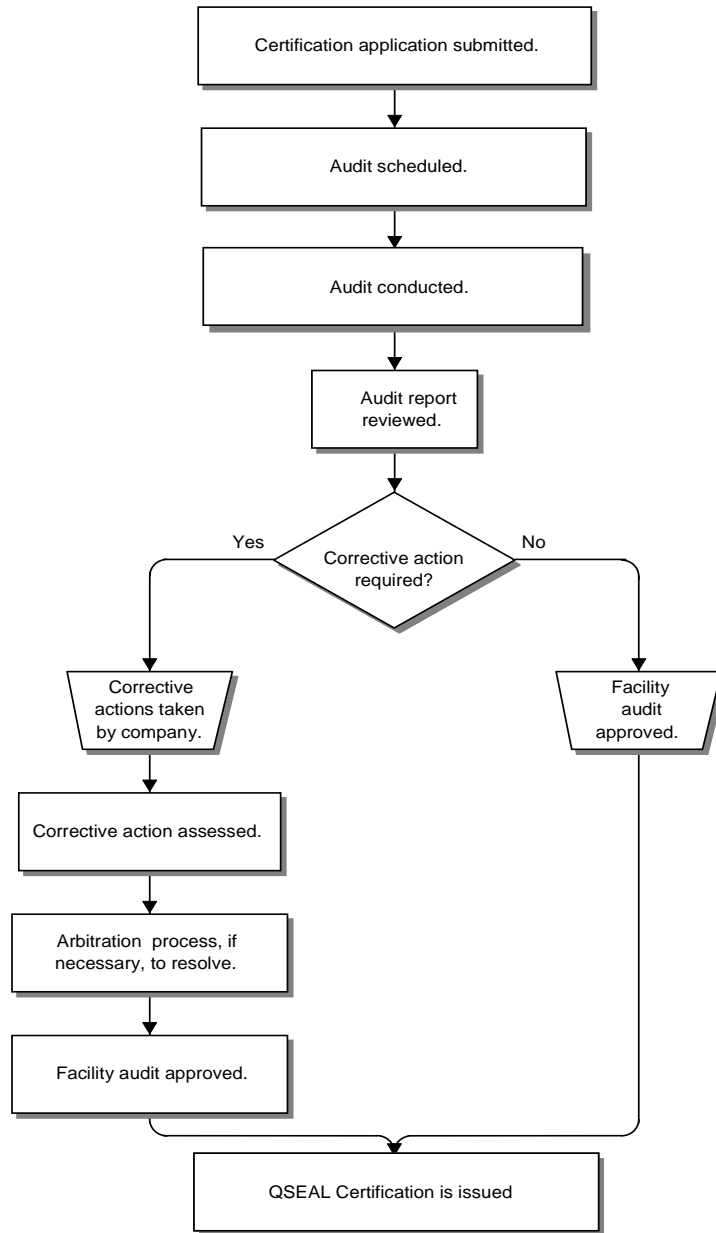 Certification application submitted.
Audit scheduled.
Audit conducted.
Audit report
reviewed.
Yes
No
Corrective action
required?
Corrective
actions taken
by company.
Facility
audit
approved.
Corrective action assessed.
Arbitration process, if
necessary, to resolve.
Facility audit approved.
QSEAL Certification is issued